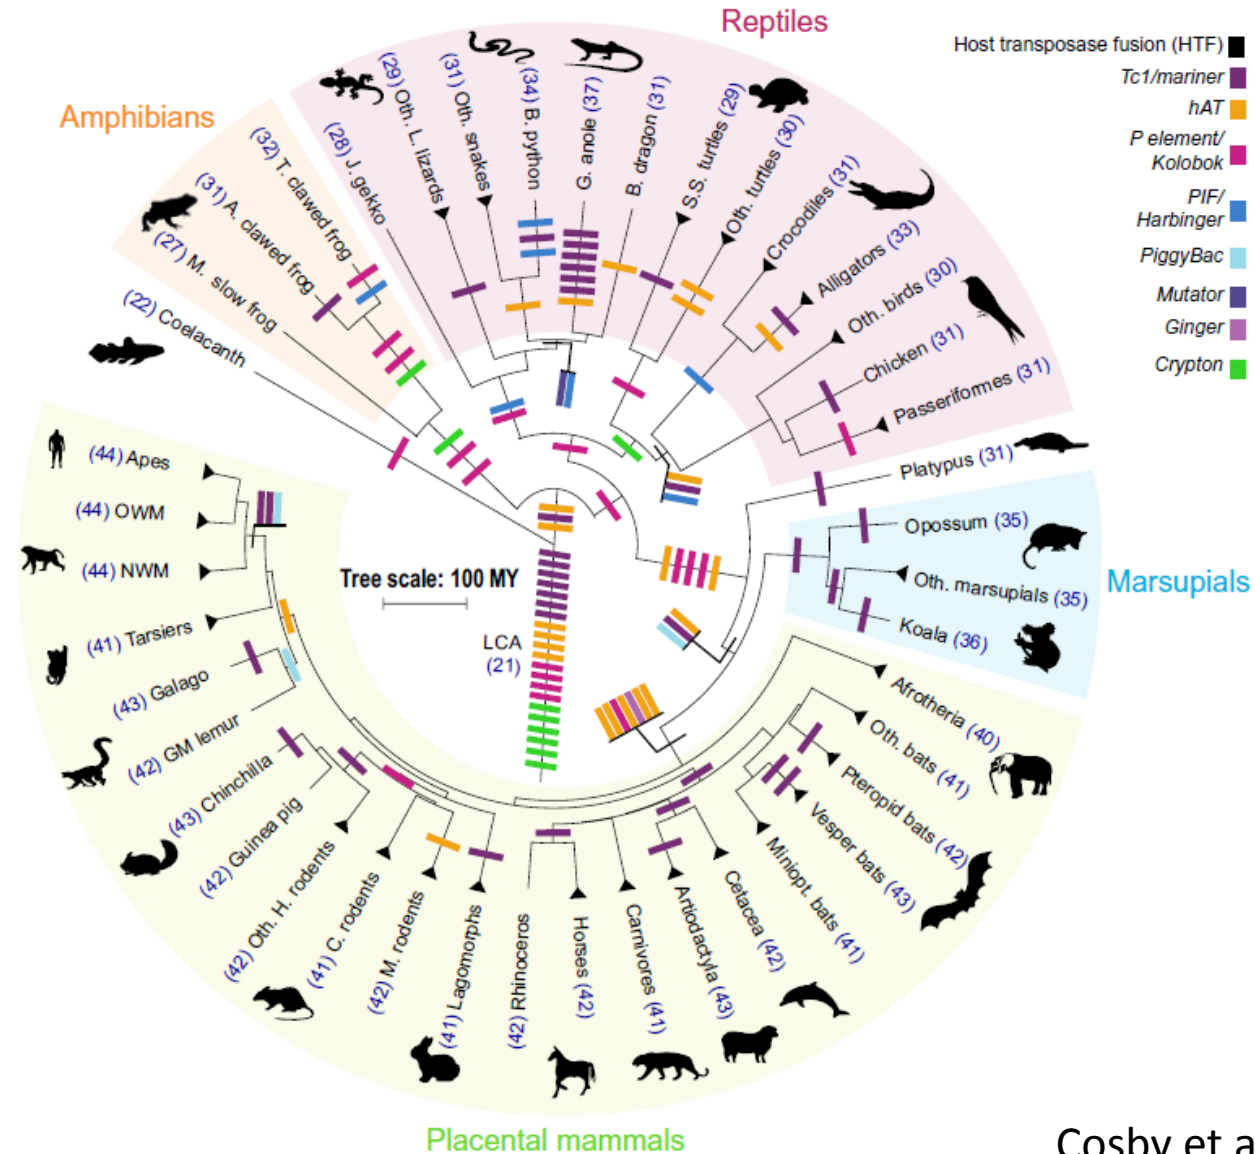 Reptiles
Host transposase fusion (HTF)
Tc1/mariner
hAT
P element/
Kolobok
PIF/
Harbinger
PiggyBac
Mutator
Ginger
Crypton
Amphibians
(22) Coelacanth
(27) M. slow frog
(31) A. clawed frog
(32) T. clawed frog
(28) J. gekko
(29) Oth. L. lizards
(31) Oth. snakes
(34) B. python
G. anole (37)
B. dragon (31)
S.S. turtles (29)
Oth. turtles (30)
Crocodiles (31)
Alligators (33)
Oth. birds (30)
Chicken (31)
Passeriformes (31)
Platypus (31)
Opossum (35)
Oth. marsupials (35)
Koala (36)
Marsupials
Tree scale: 100 MY
LCA
(21)
Afrotheria (40)
Oth. bats (41)
Pteropid bats (42)
Vesper bats (43)
Miniopt. bats (41)
Cetacea (42)
Artiodactyla (43)
Carnivores (41)
Horses (42)
(42) Rhinoceros
(41) Lagomorphs
(42) M. rodents
(41) C. rodents
(42) Oth. H. rodents
(42) Guinea pig
(43) Chinchilla
(42) GM lemur
(43) Galago
(41) Tarsiers
(44) NWM
(44) OWM
(44) Apes
Placental mammals
Cosby et a